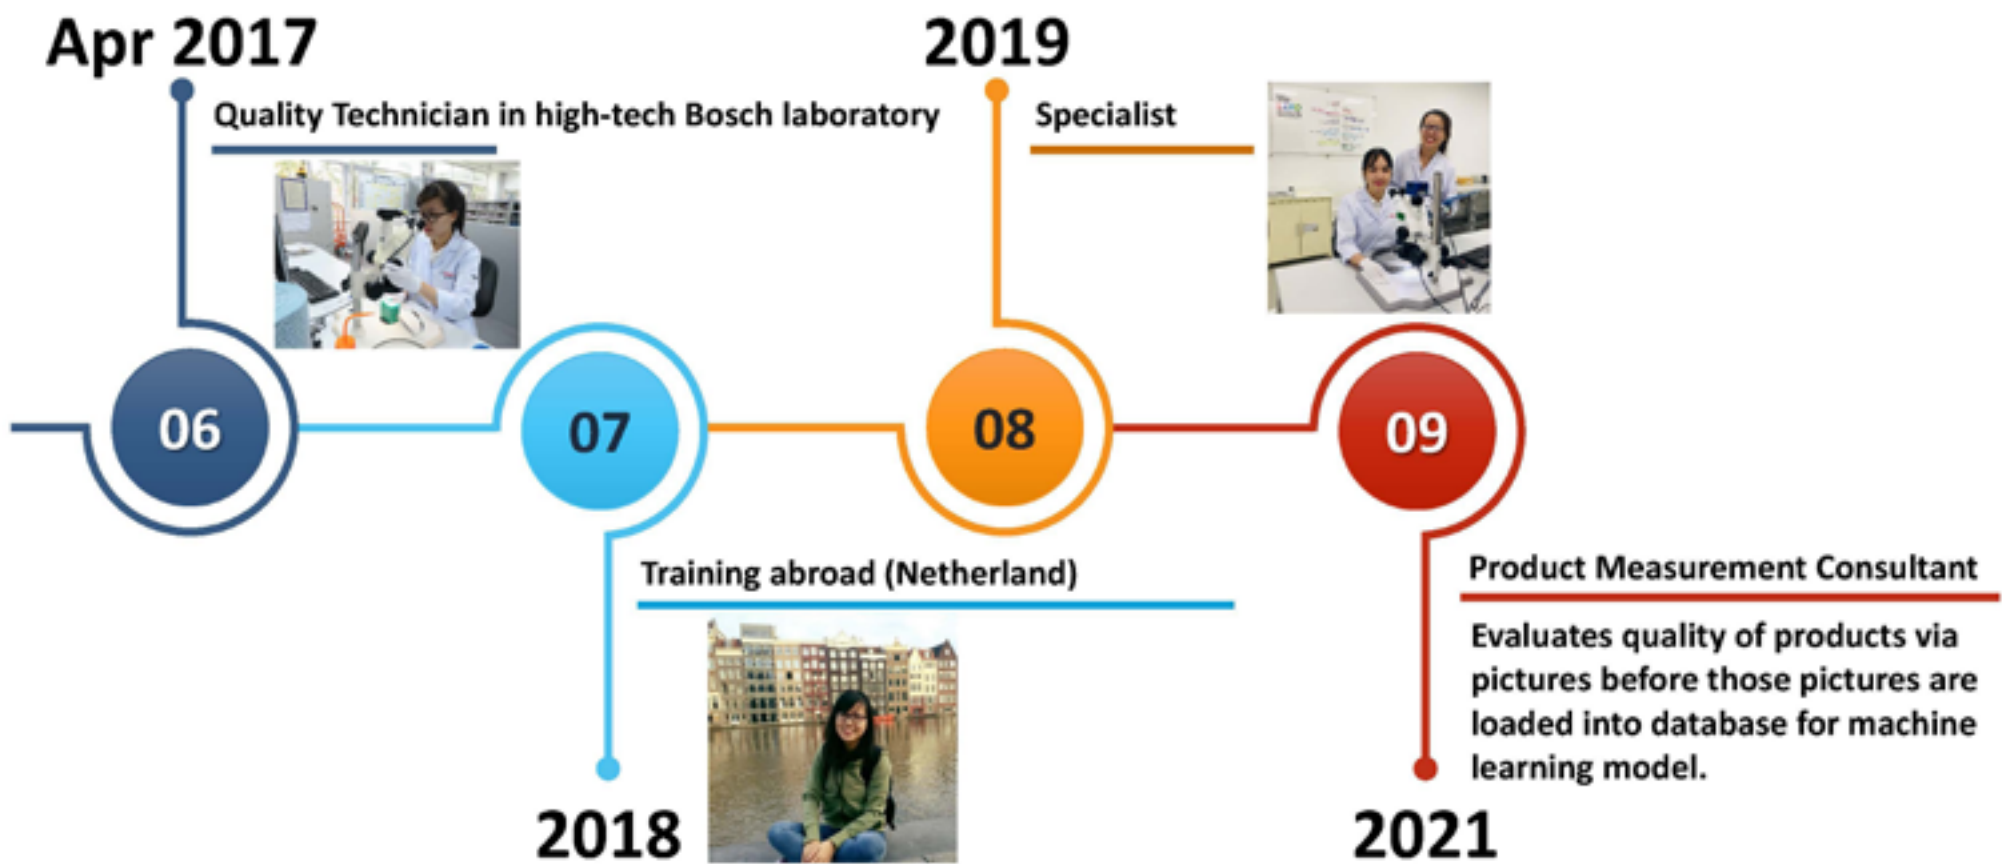 Apr 2017
Quality Technician in high-tech Bosch laboratory
06
07
Training abroad (Netherland)
2018
2019
Specialist
08
09
Product Measurement Consultant
Evaluates quality of products via
pictures before those pictures are
loaded into database for machine
learning model.
2021